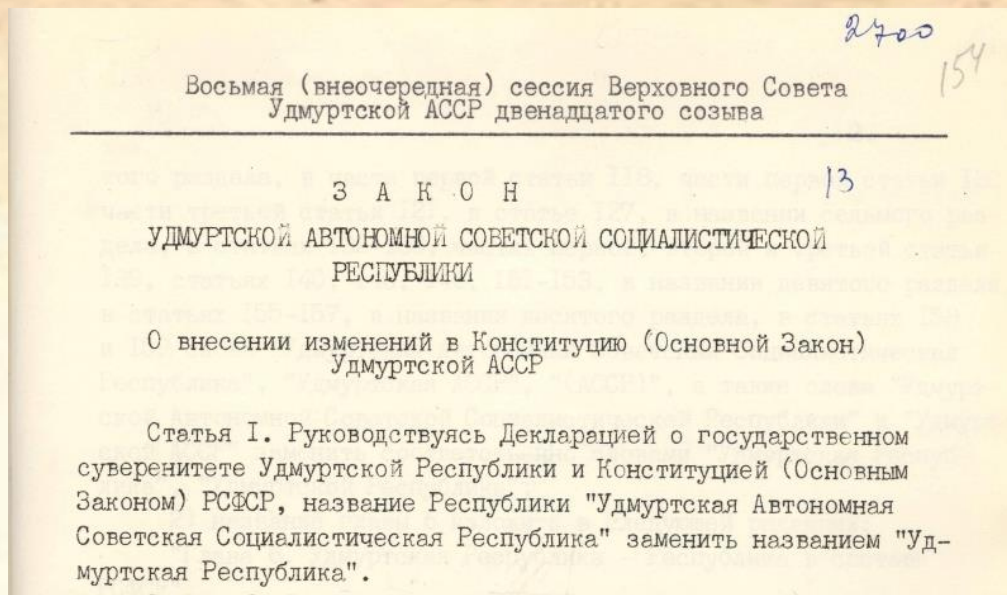 2700
154
Восьмая (внеочередная) сессия Верховного Совета
Удмуртской АССР двенадцатого созыва
13
З А К О Н
УДМУРТСКОЙ АВТОНОМНОЙ СОВЕТСКОЙ СОЦИАЛИСТИЧЕСКОЙ
РЕСПУБЛИКИ
О внесении изменений в Конституцию (Основной Закон)
Удмуртской АССР
Статья I. Руководствуясь Декларацией о государственном
суверенитете Удмуртской Республики и Конституцией (Основным
Законом) РСФСР, название Республики "Удмуртская Автономная
Советская Социалистическая Республика" заменить названием "Уд-
муртская Республика".